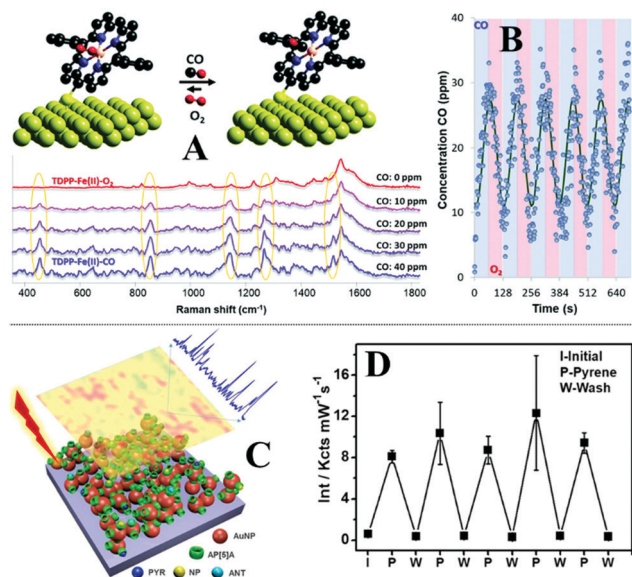 CO
O₂
A
TDPP-Fe(II)-O₂
CO: 0 ppm
CO: 10 ppm
CO: 20 ppm
CO: 30 ppm
TDPP-Fe(II)-CO
CO: 40 ppm
400 600 800 1000 1200 1400 1600 1800
Raman shift (cm⁻¹)
B
CO
Concentration CO (ppm)
40
30
20
10
0
O₂
0 128 256 384 512 640
Time (s)
C
AuNP
AP[5]A
PYR NP ANT
D
I-Initial
P-Pyrene
W-Wash
Int / Kcts mW⁻¹ s⁻¹
16
12
8
4
0
I P W P W P W P W P W